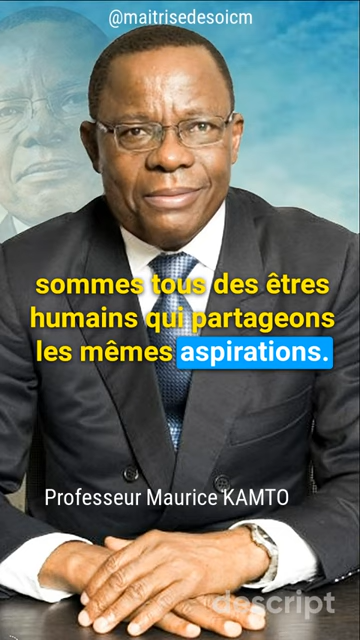 @maitrisedesoicm
sommes tous des êtres
humains qui partageons
les mêmes aspirations.
Professeur Maurice KAMTO
descript